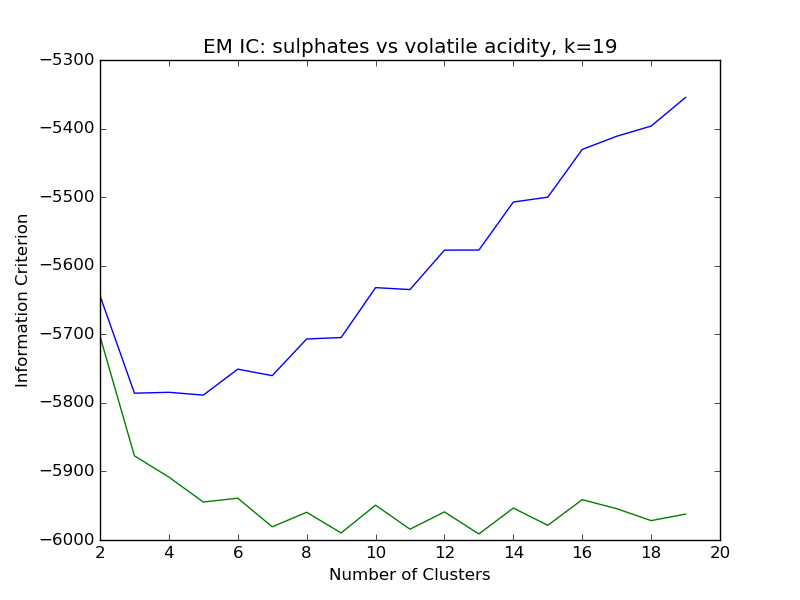 EM IC: sulphates vs volatile acidity, k=19
−5300
−5400
−5500
−5600
−5700
−5800
−5900
−6000
Information Criterion
2 4 6 8 10 12 14 16 18 20
Number of Clusters